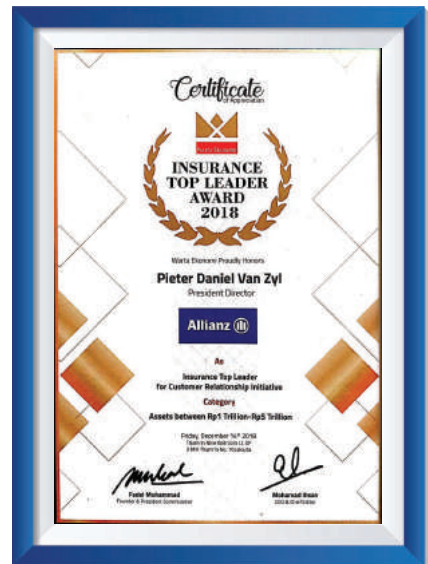 Certificate
of Appreciation
INSURANCE
TOP LEADER
AWARD
2018
Warta Ekonomi Proudly Honors
Pieter Daniel Van Zyl
President Director
Allianz
As
Insurance Top Leader
for Customer Relationship Initiative
Category
Assets between Rp1 Trillion-Rp5 Trillion
Friday, December 14th 2018
Fadel Muhammad
Founder & President Commissioner
Muhamad Ihsan